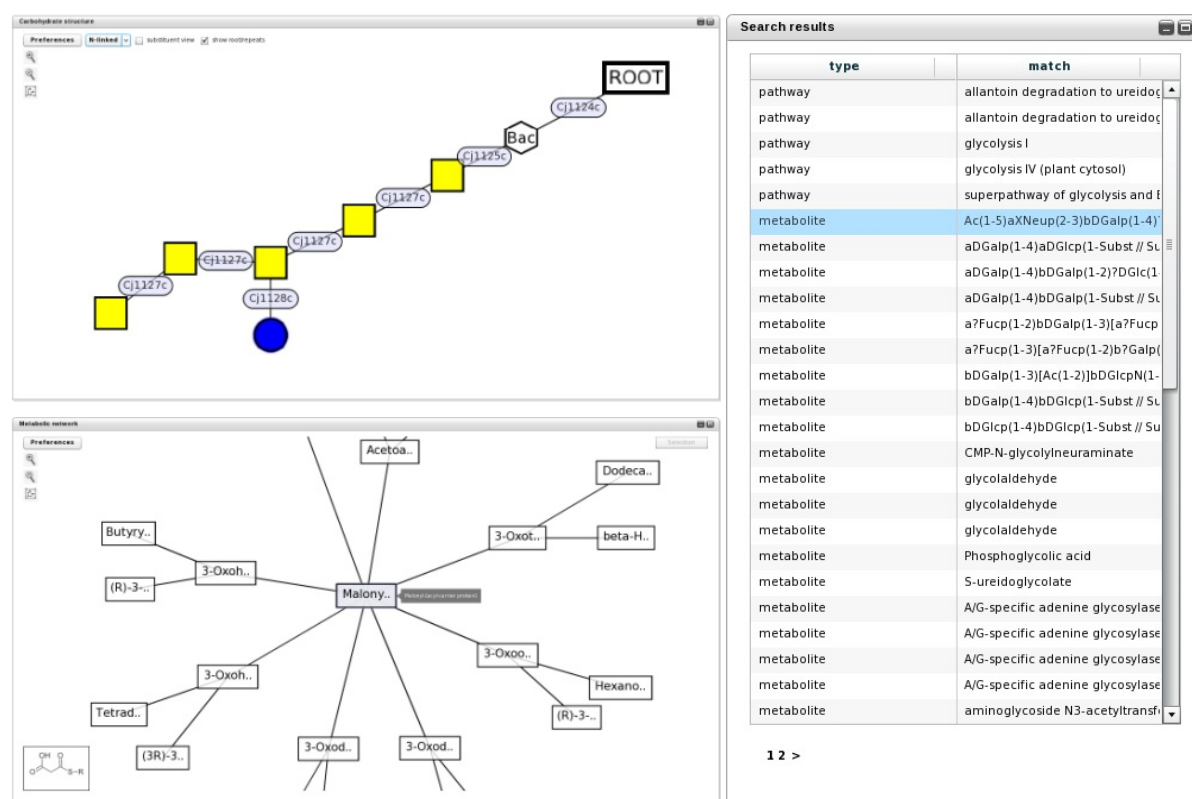 Carbohydrate structure
Preferences N-linked substituent view show root/repeats
ROOT
Cj1124c
Bac
Cj1125c
Cj1127c
Cj1127c
Cj1127c
Cj1127c
Cj1128c
Metabolic network
Preferences Selection
Acetoa..
Dodeca..
3-Oxot..
beta-H..
Butyry..
3-Oxoh..
(R)-3-..
Malony..
3-Oxoo..
Hexano..
(R)-3-..
3-Oxoh..
Tetrad..
(3R)-3..
3-Oxod..
3-Oxod..
OH O
O S-R
Search results
type match
pathway allantoin degradation to ureidog
pathway allantoin degradation to ureidog
pathway glycolysis I
pathway glycolysis IV (plant cytosol)
pathway superpathway of glycolysis and E
metabolite Ac(1-5)aXNeup(2-3)bDGalp(1-4)
metabolite aDGalp(1-4)aDGlcp(1-Subst // Su
metabolite aDGalp(1-4)bDGalp(1-2)?DGlc(1-
metabolite aDGalp(1-4)bDGalp(1-Subst // Su
metabolite a?Fucp(1-2)bDGalp(1-3)[a?Fucp
metabolite a?Fucp(1-3)[a?Fucp(1-2)b?Galp(
metabolite bDGalp(1-3)[Ac(1-2)]bDGlcpN(1-
metabolite bDGalp(1-4)bDGlcp(1-Subst // Su
metabolite bDGlcp(1-4)bDGlcp(1-Subst // Su
metabolite CMP-N-glycolylneuraminate
metabolite glycolaldehyde
metabolite glycolaldehyde
metabolite glycolaldehyde
metabolite Phosphoglycolic acid
metabolite S-ureidoglycolate
metabolite A/G-specific adenine glycosylase
metabolite A/G-specific adenine glycosylase
metabolite A/G-specific adenine glycosylase
metabolite A/G-specific adenine glycosylase
metabolite aminoglycoside N3-acetyltransf
1 2 >